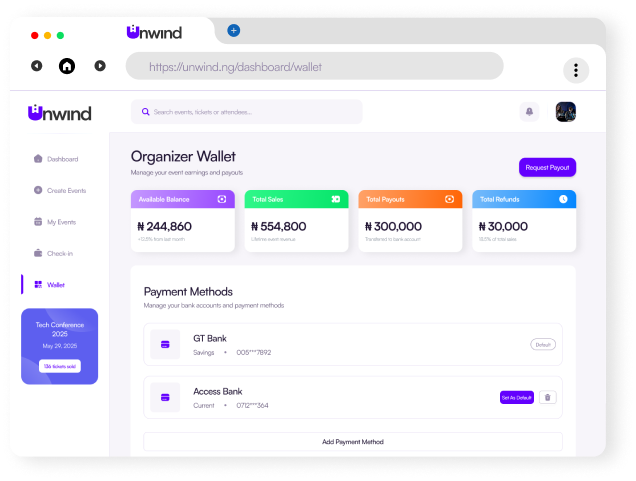 Unwind
https://unwind.ng/dashboard/wallet
Unwind
Search events, tickets or attendees...
Dashboard
Create Events
My Events
Check-in
Wallet
Tech Conference
2025
May 29, 2025
136 tickets sold
Organizer Wallet
Manage your event earnings and payouts
Request Payout
Available Balance
₦ 244,860
+12.5% from last month
Total Sales
₦ 554,800
Lifetime event revenue
Total Payouts
₦ 300,000
Transferred to bank account
Total Refunds
₦ 30,000
of total sales
Payment Methods
Manage your bank accounts and payment methods
GT Bank
Savings • 005***7892
Default
Access Bank
Current • 0712***364
Set As Default
Add Payment Method